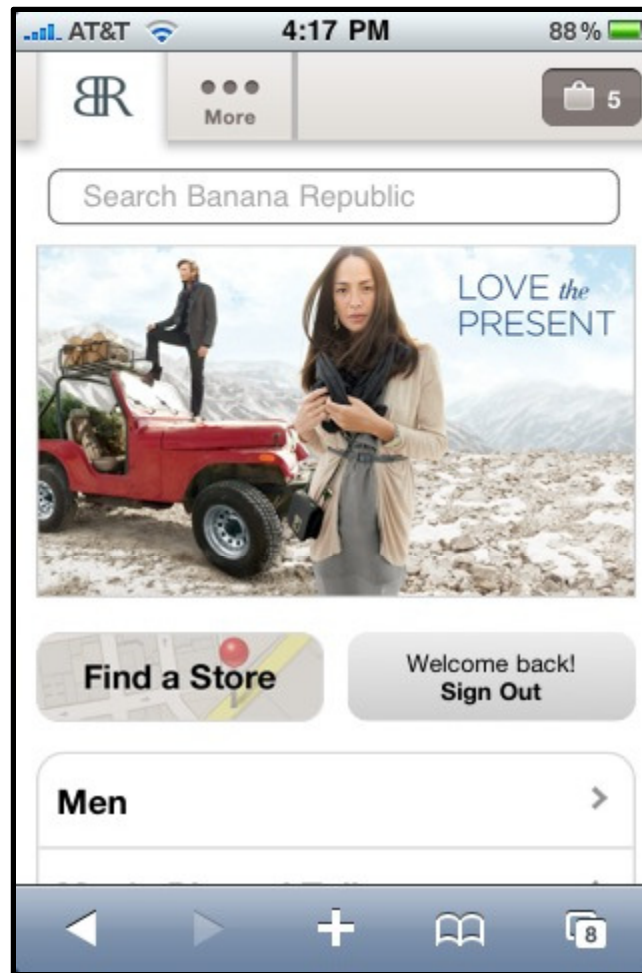 AT&T 4:17 PM 88%
BR
More
5
Search Banana Republic
LOVE the
PRESENT
Find a Store
Welcome back!
Sign Out
Men
8